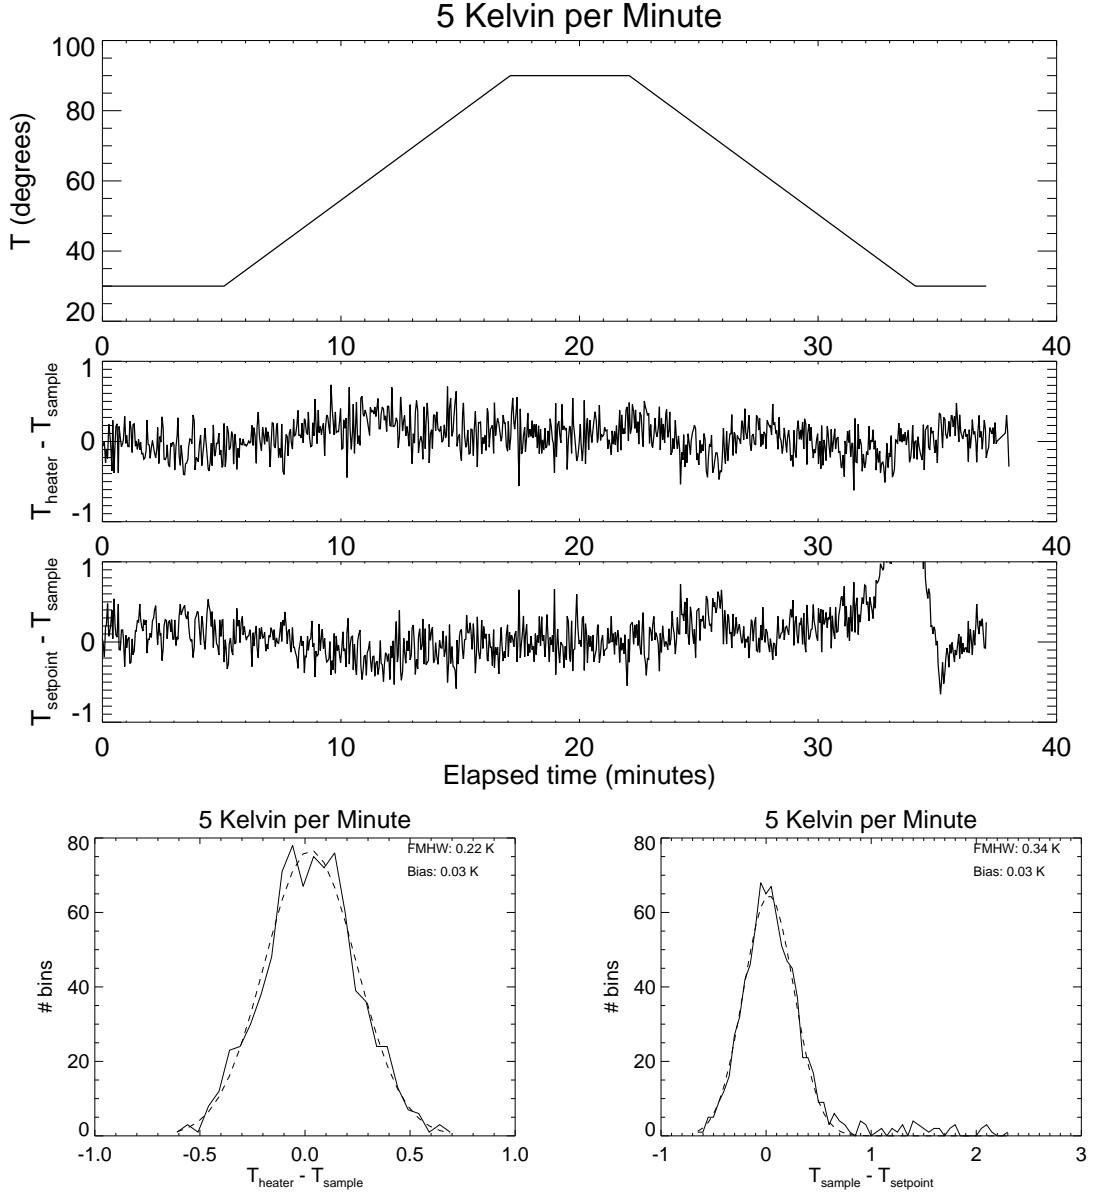 5 Kelvin per Minute
100
80
60
40
20
T (degrees)
0 10 20 30 40
1
0
-1
T_heater - T_sample
0 10 20 30 40
1
0
-1
T_setpoint - T_sample
0 10 20 30 40
Elapsed time (minutes)
5 Kelvin per Minute
FMHW: 0.22 K
Bias: 0.03 K
80
60
40
20
0
# bins
-1.0 -0.5 0.0 0.5 1.0
T_heater - T_sample
5 Kelvin per Minute
FMHW: 0.34 K
Bias: 0.03 K
80
60
40
20
0
# bins
-1 0 1 2 3
T_sample - T_setpoint